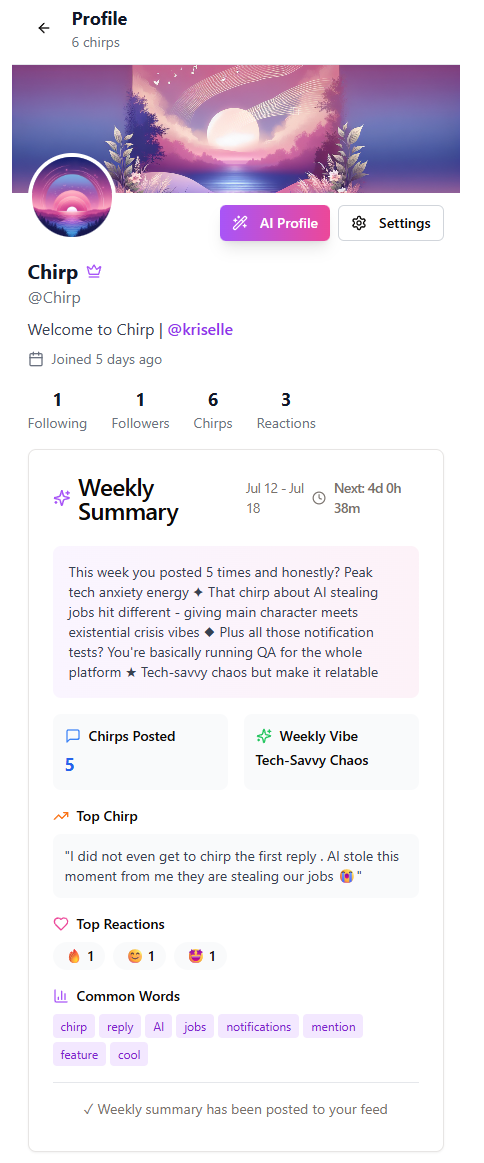 Profile
6 chirps
AI Profile
Settings
Chirp
@Chirp
Welcome to Chirp | @kriselle
Joined 5 days ago
1 Following
1 Followers
6 Chirps
3 Reactions
Weekly
Summary
Jul 12 - Jul
18
Next: 4d 0h
38m
This week you posted 5 times and honestly? Peak
tech anxiety energy ✦ That chirp about AI stealing
jobs hit different - giving main character meets
existential crisis vibes ◆ Plus all those notification
tests? You're basically running QA for the whole
platform ★ Tech-savvy chaos but make it relatable
Chirps Posted
5
Weekly Vibe
Tech-Savvy Chaos
Top Chirp
"I did not even get to chirp the first reply . AI stole this
moment from me they are stealing our jobs 😭 "
Top Reactions
🔥 1 😊 1 🤩 1
Common Words
chirp reply AI jobs notifications mention
feature cool
✓ Weekly summary has been posted to your feed